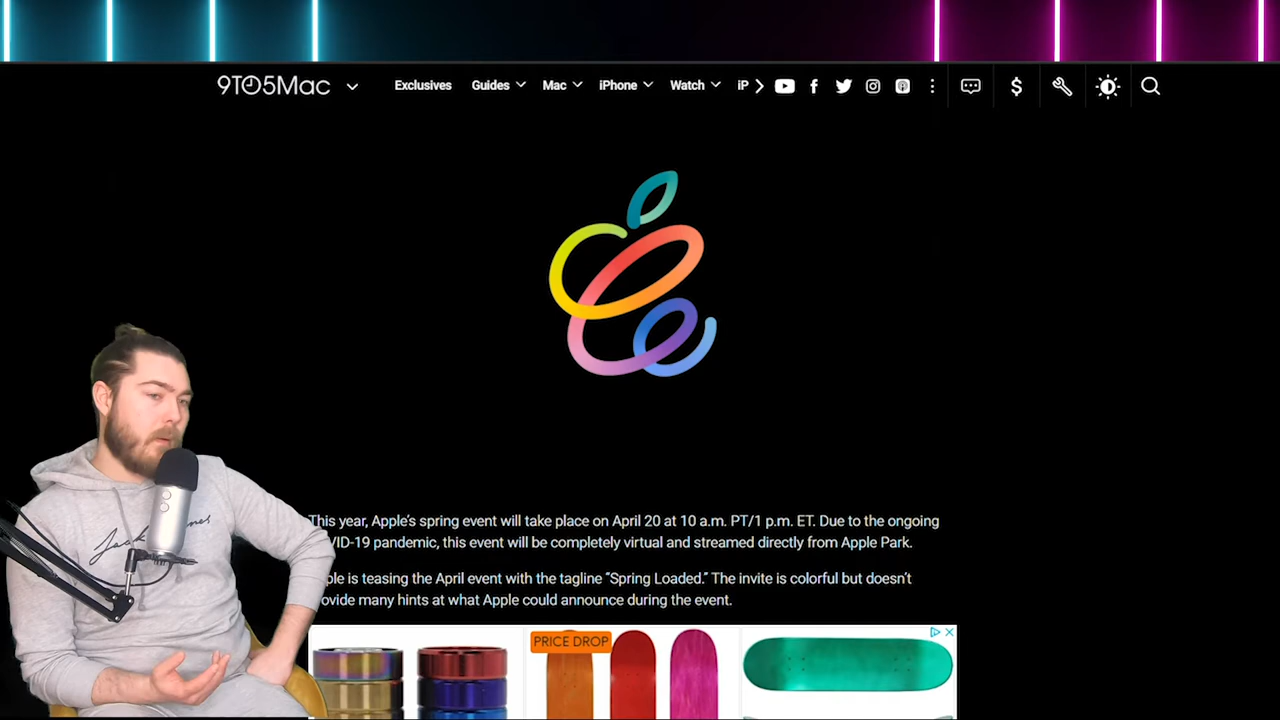 9TO5Mac Exclusives Guides Mac iPhone Watch iP
This year, Apple’s spring event will take place on April 20 at 10 a.m. PT/1 p.m. ET. Due to the ongoing
VID-19 pandemic, this event will be completely virtual and streamed directly from Apple Park.
ple is teasing the April event with the tagline “Spring Loaded.” The invite is colorful but doesn’t
ovide many hints at what Apple could announce during the event.
PRICE DROP